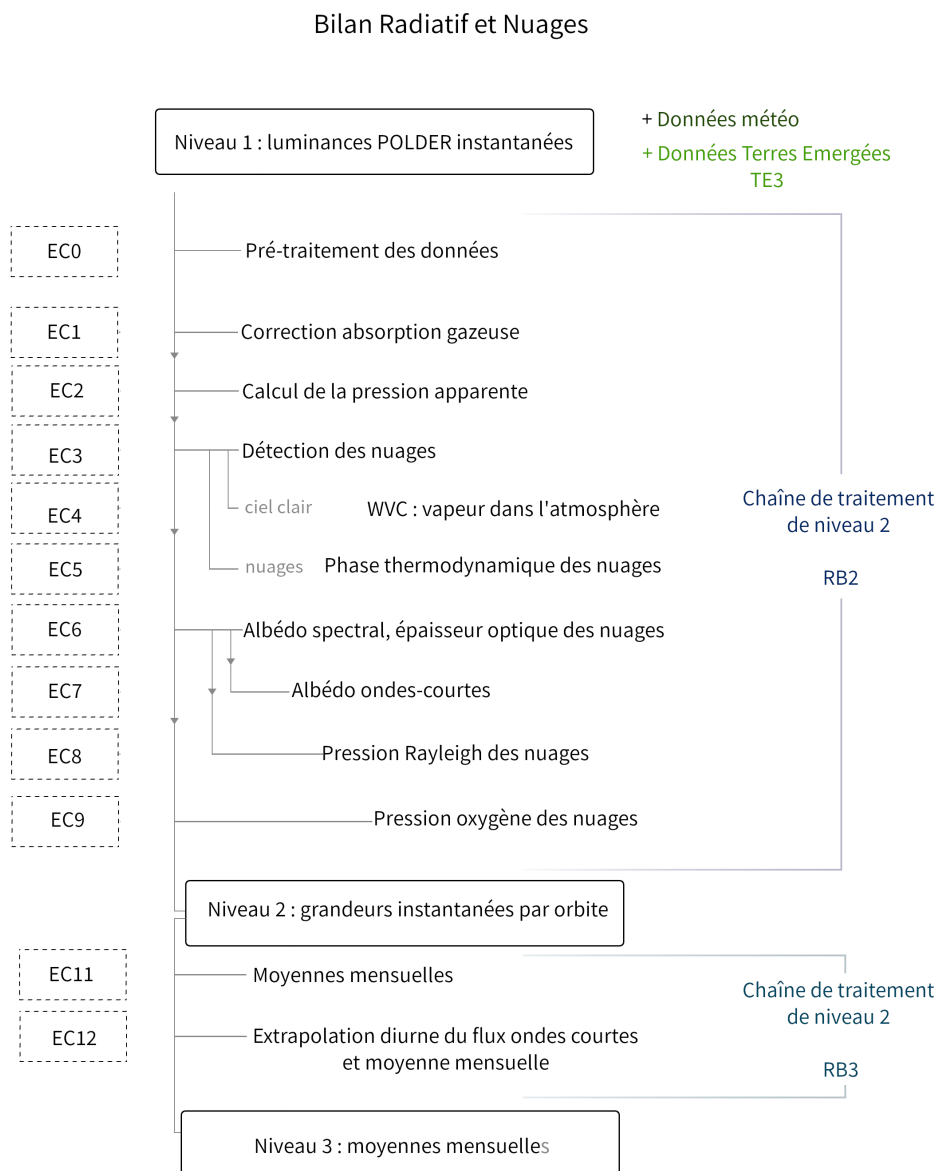 Bilan Radiatif et Nuages
Niveau 1 : luminances POLDER instantanées
+ Données météo
+ Données Terres Emergées
TE3
EC0
Pré-traitement des données
EC1
Correction absorption gazeuse
EC2
Calcul de la pression apparente
EC3
Détection des nuages
EC4
ciel clair
WVC : vapeur dans l'atmosphère
Chaîne de traitement
de niveau 2
RB2
EC5
nuages
Phase thermodynamique des nuages
EC6
Albédo spectral, épaisseur optique des nuages
EC7
Albédo ondes-courtes
EC8
Pression Rayleigh des nuages
EC9
Pression oxygène des nuages
Niveau 2 : grandeurs instantanées par orbite
EC11
Moyennes mensuelles
EC12
Extrapolation diurne du flux ondes courtes
et moyenne mensuelle
Chaîne de traitement
de niveau 2
RB3
Niveau 3 : moyennes mensuelles